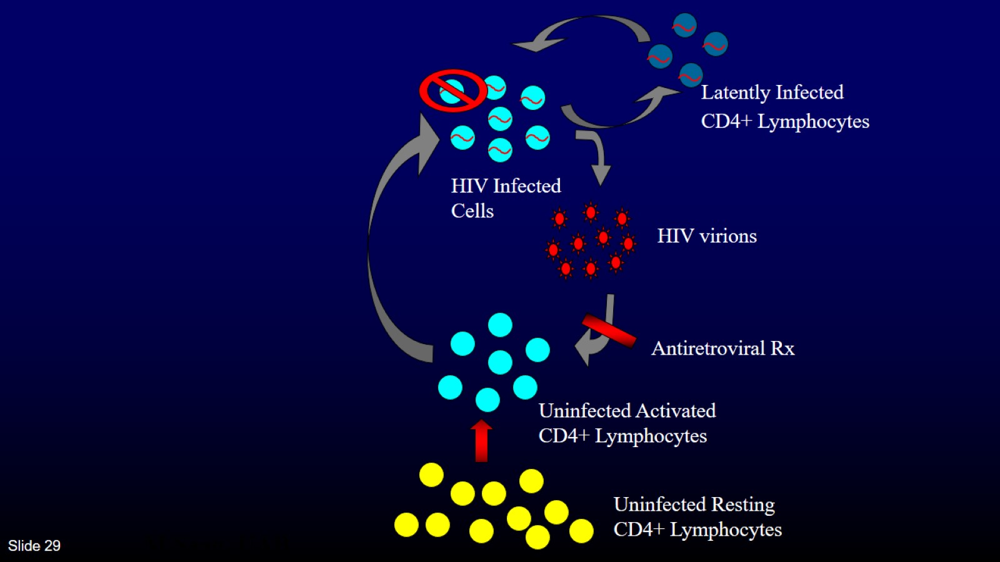 Latently Infected
CD4+ Lymphocytes
HIV Infected
Cells
HIV virions
Antiretroviral Rx
Uninfected Activated
CD4+ Lymphocytes
Uninfected Resting
CD4+ Lymphocytes
Slide 29